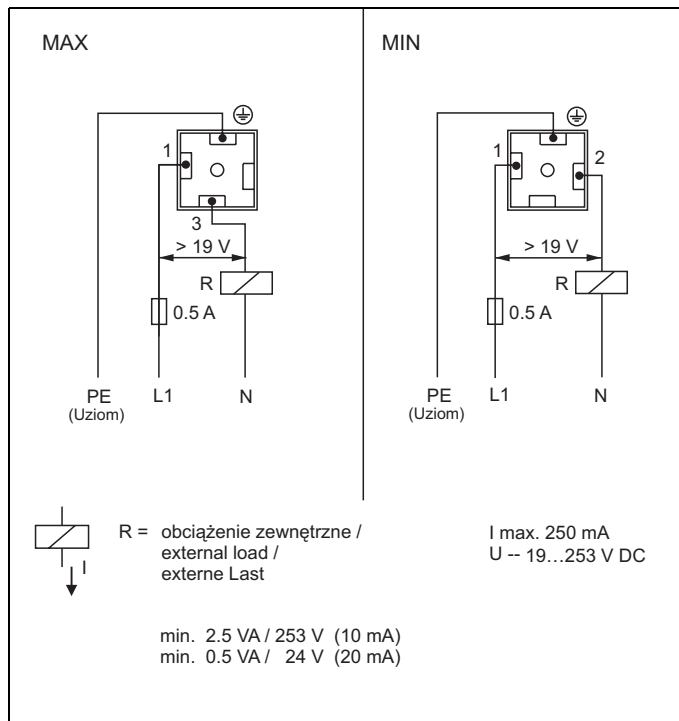 MAX
1
3
> 19 V
R
0.5 A
PE
(Uziom)
L1
N
MIN
1
2
> 19 V
R
0.5 A
PE
(Uziom)
L1
N
I
R = obciążenie zewnętrzne /
external load /
externe Last
I max. 250 mA
U -- 19...253 V DC
min. 2.5 VA / 253 V (10 mA)
min. 0.5 VA / 24 V (20 mA)